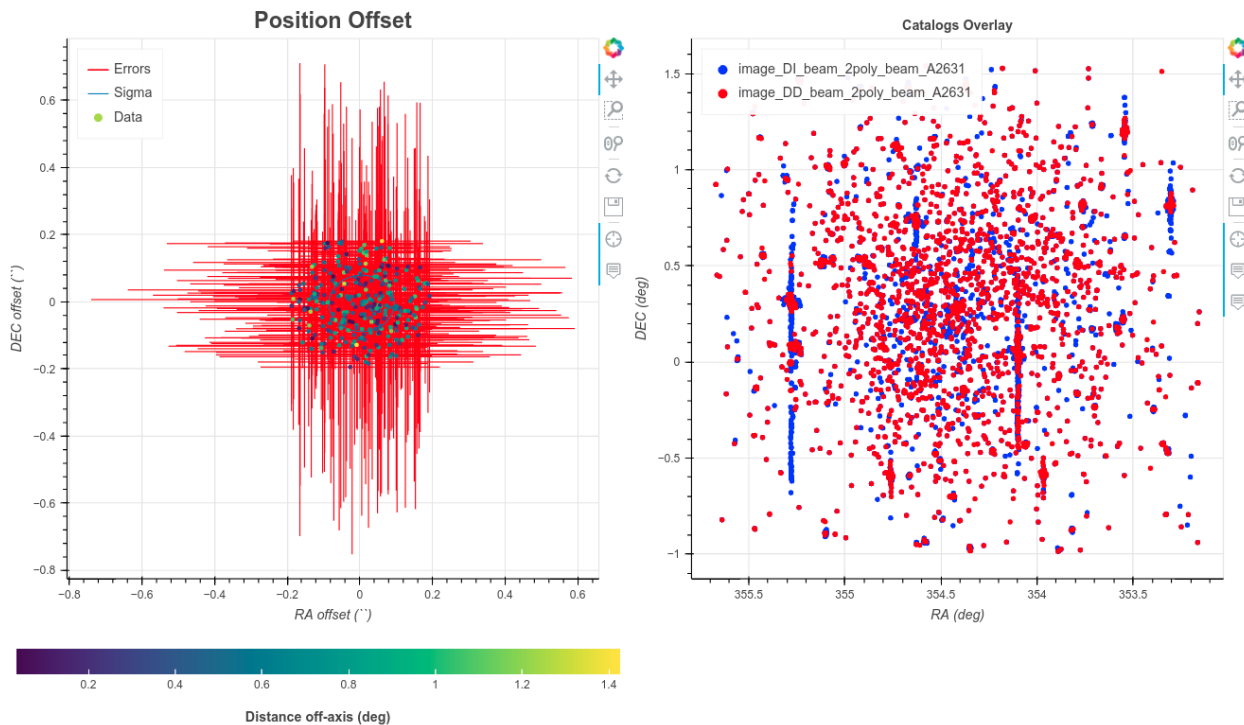 Position Offset
Errors
Sigma
Data
0.6
0.4
0.2
0
−0.2
−0.4
−0.6
−0.8
DEC offset (``)
−0.8
−0.6
−0.4
−0.2
0
0.2
0.4
0.6
RA offset (``)
0.2
0.4
0.6
0.8
1
1.2
1.4
Distance off-axis (deg)
Catalogs Overlay
image_DI_beam_2poly_beam_A2631
image_DD_beam_2poly_beam_A2631
1.5
1
0.5
0
−0.5
−1
DEC (deg)
355.5
355
354.5
354
353.5
RA (deg)